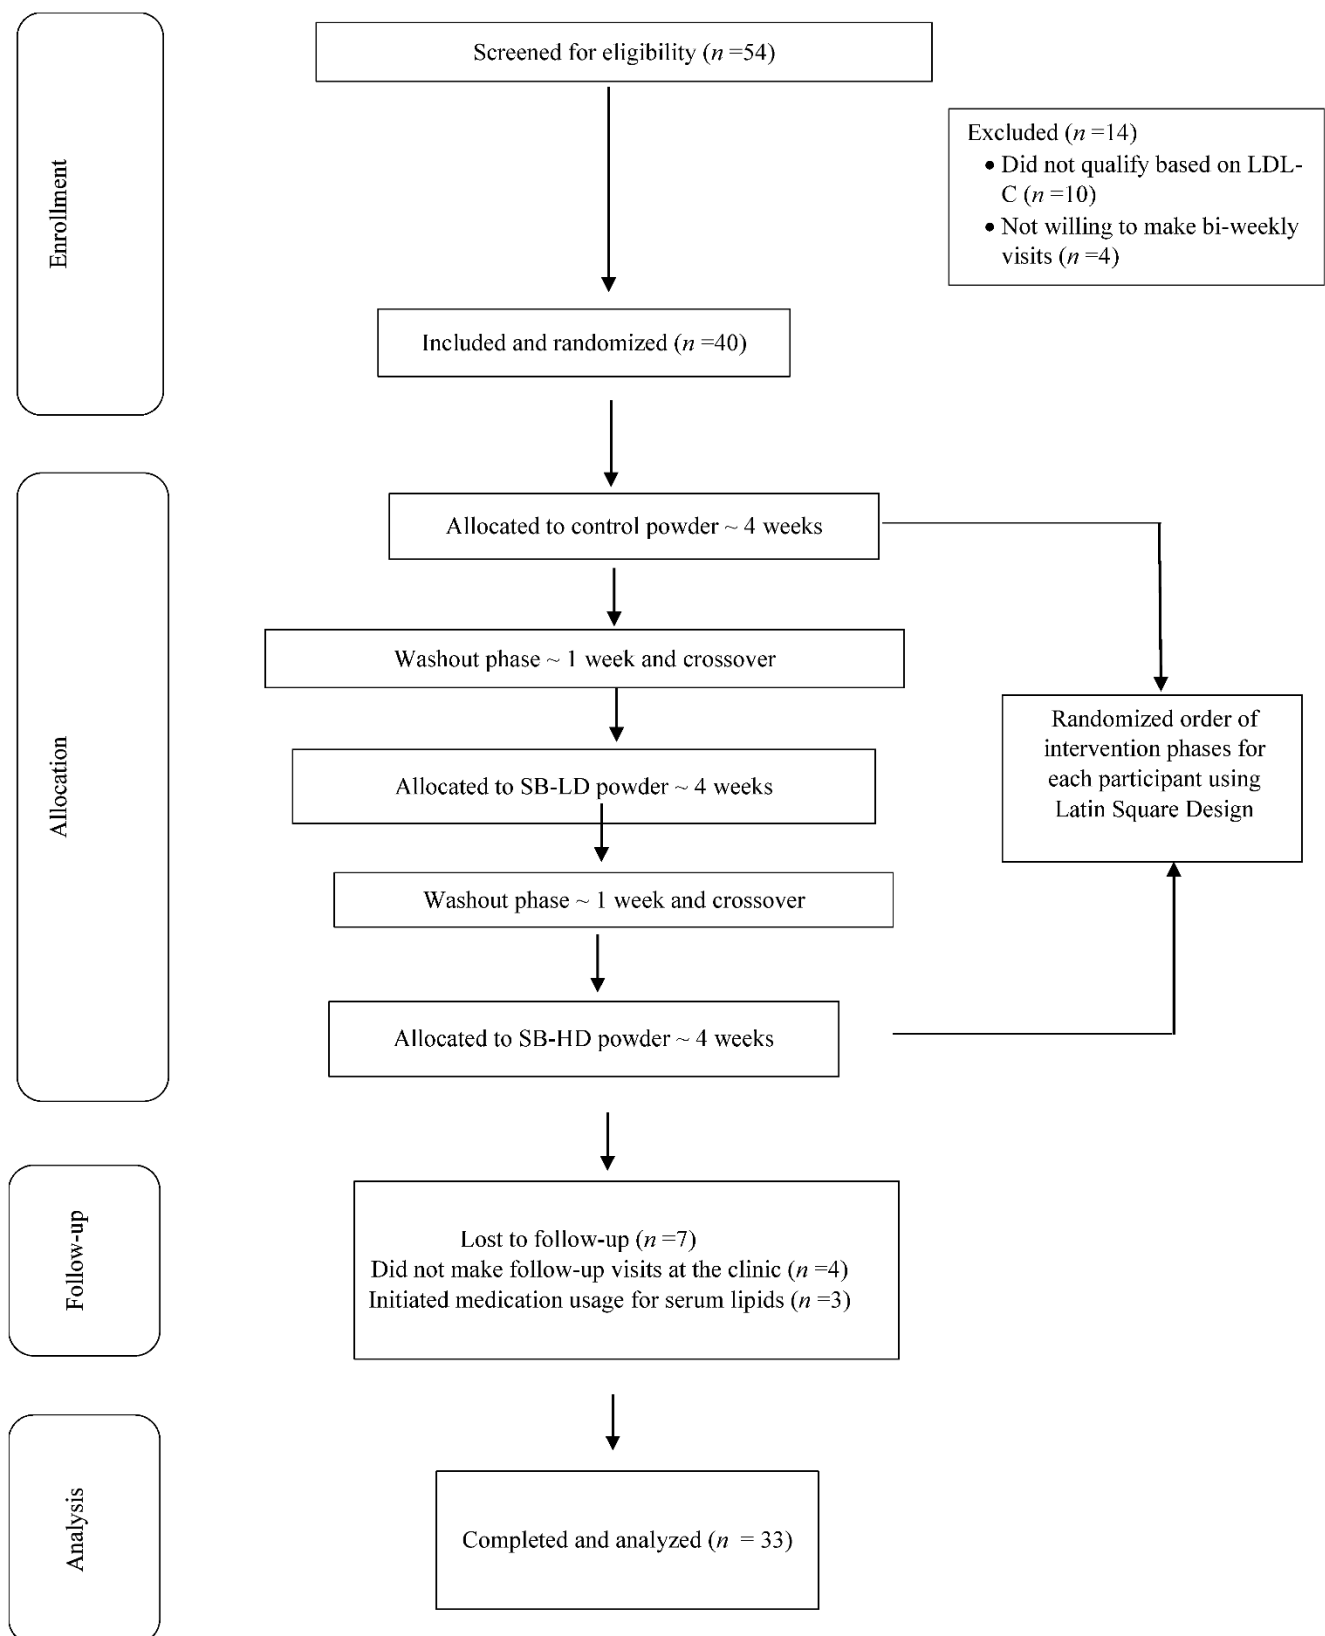 Enrollment
Screened for eligibility (n =54)
Excluded (n =14)
• Did not qualify based on LDL-
C (n =10)
• Not willing to make bi-weekly
visits (n =4)
Included and randomized (n =40)
Allocation
Allocated to control powder ~ 4 weeks
Washout phase ~ 1 week and crossover
Allocated to SB-LD powder ~ 4 weeks
Washout phase ~ 1 week and crossover
Allocated to SB-HD powder ~ 4 weeks
Randomized order of
intervention phases for
each participant using
Latin Square Design
Follow-up
Lost to follow-up (n =7)
Did not make follow-up visits at the clinic (n =4)
Initiated medication usage for serum lipids (n =3)
Analysis
Completed and analyzed (n = 33)